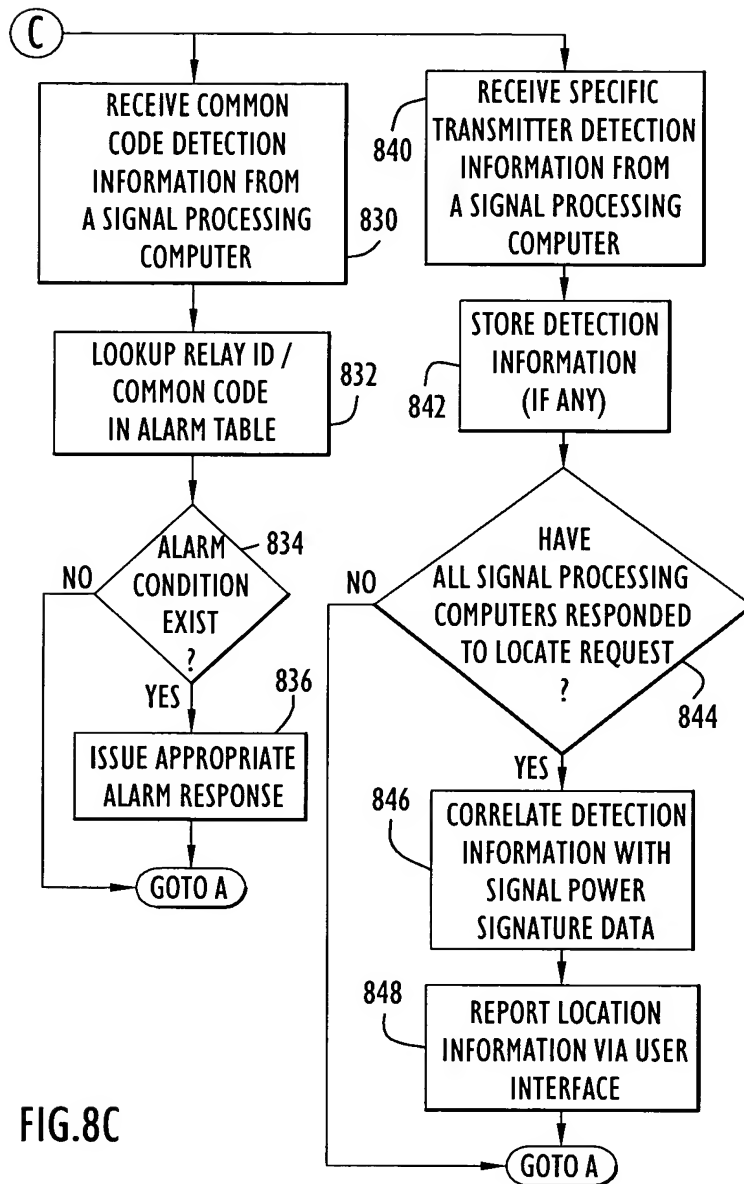 C
RECEIVE COMMON
CODE DETECTION
INFORMATION FROM
A SIGNAL PROCESSING
COMPUTER
830
LOOKUP RELAY ID /
COMMON CODE
IN ALARM TABLE
832
ALARM
CONDITION
EXIST
?
834
NO
YES
836
ISSUE APPROPRIATE
ALARM RESPONSE
GOTO A
840
RECEIVE SPECIFIC
TRANSMITTER DETECTION
INFORMATION FROM
A SIGNAL PROCESSING
COMPUTER
STORE DETECTION
INFORMATION
(IF ANY)
842
HAVE
ALL SIGNAL PROCESSING
COMPUTERS RESPONDED
TO LOCATE REQUEST
?
NO
844
YES
846
CORRELATE DETECTION
INFORMATION WITH
SIGNAL POWER
SIGNATURE DATA
848
REPORT LOCATION
INFORMATION VIA USER
INTERFACE
GOTO A
FIG.8C